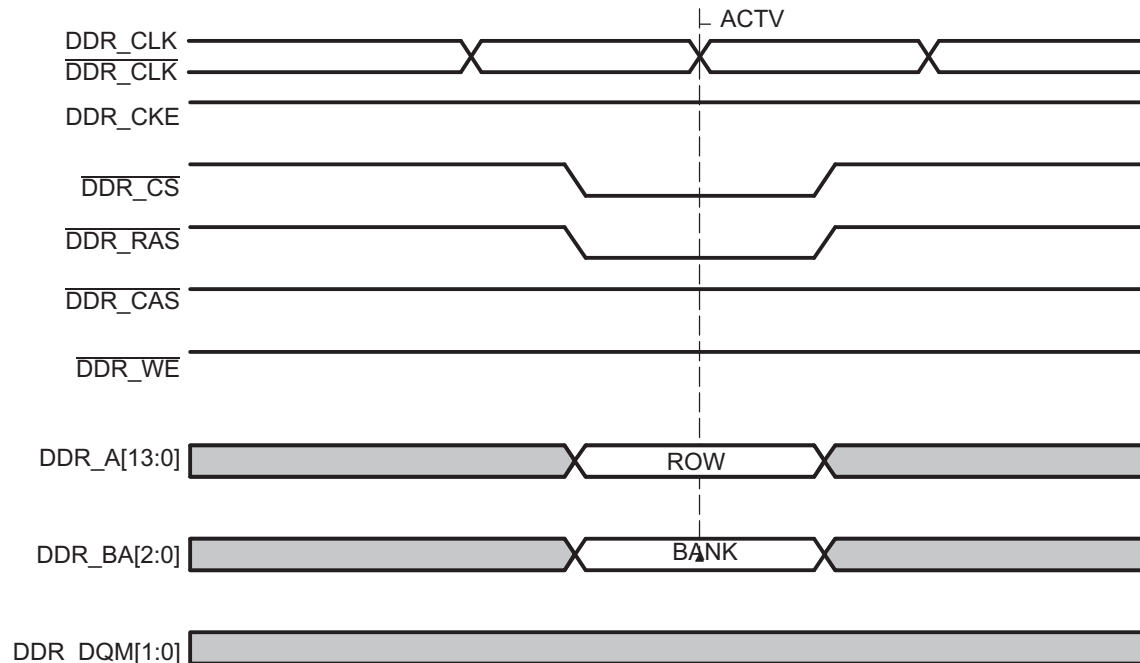 ACTV
DDR_CLK
DDR_CLK
DDR_CKE
DDR_CS
DDR_RAS
DDR_CAS
DDR_WE
DDR_A[13:0]
ROW
DDR_BA[2:0]
BANK
DDR_DQM[1:0]